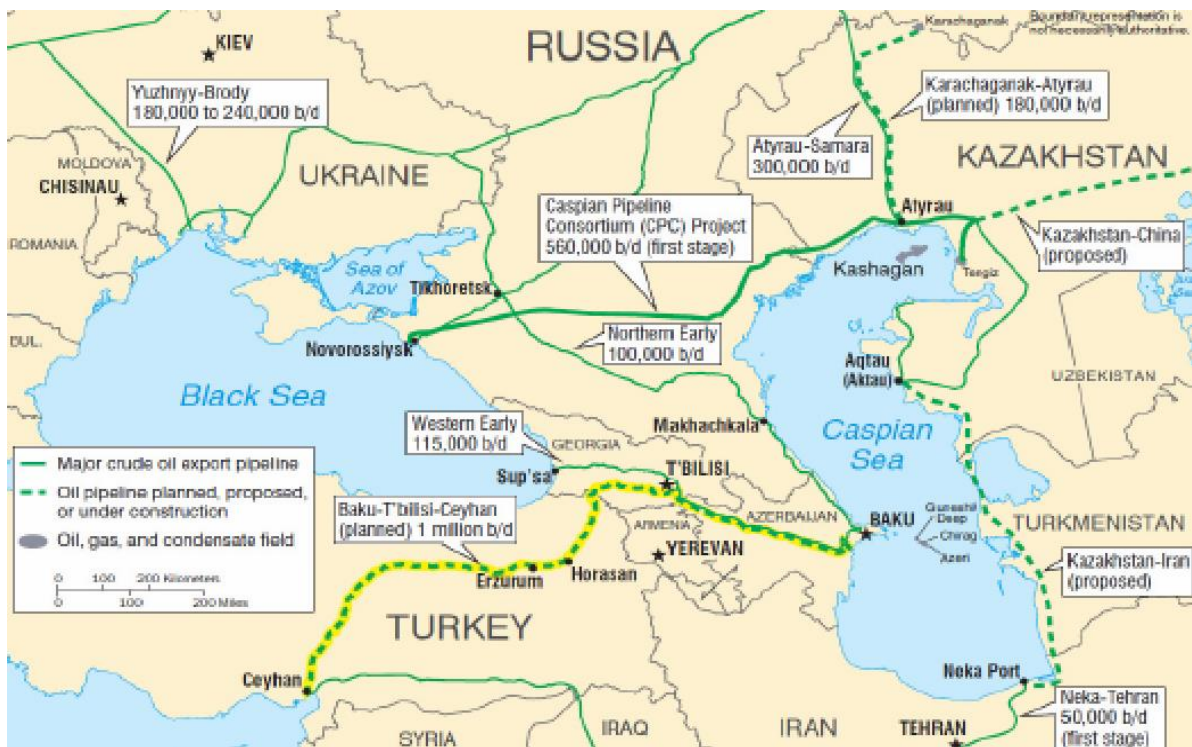 Karachaganak
Boundary representation is
not necessarily authoritative.
KIEV
RUSSIA
Yuzhnyy-Brody
180,000 to 240,000 b/d
Karachaganak-Atyrau
(planned) 180,000 b/d
Atyrau-Samara
300,000 b/d
MOLDOVA
CHISINAU
UKRAINE
KAZAKHSTAN
Caspian Pipeline
Consortium (CPC) Project
560,000 b/d (first stage)
Atyrau
ROMANIA
Kazakhstan-China
(proposed)
Sea of
Azov
Kashagan
Tengiz
Tikhoretsk
Novorossiysk
Northern Early
100,000 b/d
BUL.
Aqtau
(Aktau)
UZBEKISTAN
Black Sea
Western Early
115,000 b/d
Makhachkala
Caspian
Sea
GEORGIA
Major crude oil export pipeline
Sup'sa
T'BILISI
Oil pipeline planned, proposed,
or under construction
Baku-T'bilisi-Ceyhan
(planned) 1 million b/d
ARMENIA
AZERBAIJAN
BAKU
Guneshli
Deep
Chirag
Azeri
TURKMENISTAN
Oil, gas, and condensate field
YEREVAN
Erzurum
Horasan
Kazakhstan-Iran
(proposed)
0 100 200 Kilometers
0 100 200 Miles
TURKEY
Ceyhan
Neka Port
Neka-Tehran
50,000 b/d
(first stage)
SYRIA
IRAQ
IRAN
TEHRAN